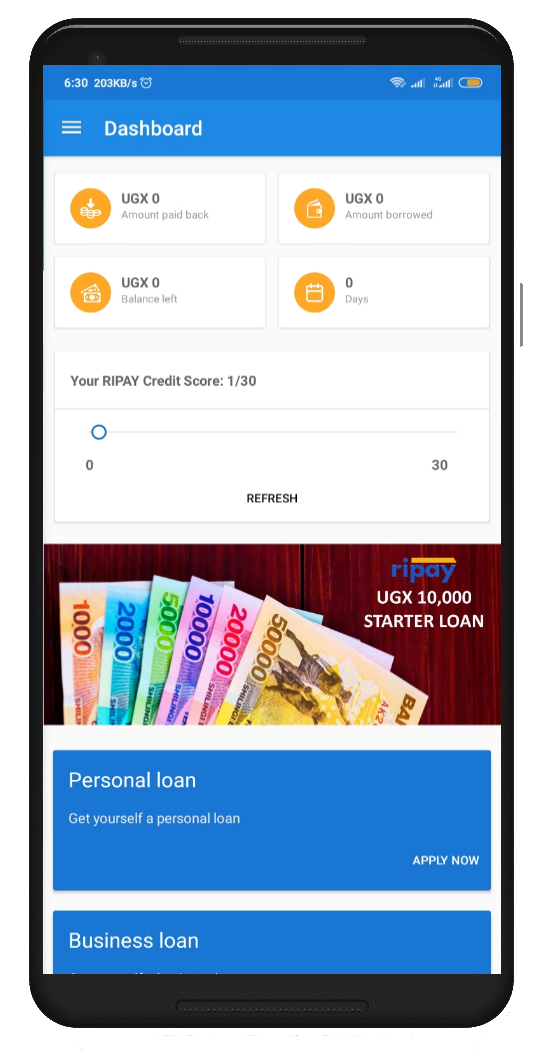 6:30 203KB/s
4G
Dashboard
UGX 0
Amount paid back
UGX 0
Amount borrowed
UGX 0
Balance left
0
Days
Your RIPAY Credit Score: 1/30
0
30
REFRESH
ripay
UGX 10,000
STARTER LOAN
1000
2000
5000
10000
20000
50000
Personal loan
Get yourself a personal loan
APPLY NOW
Business loan